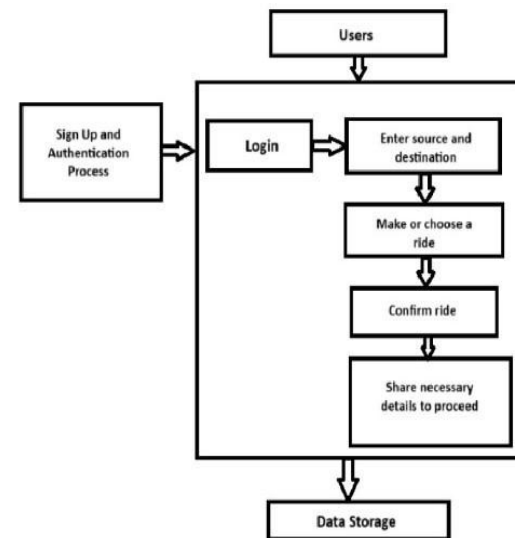 Users
Sign Up and
Authentication
Process
Login
Enter source and
destination
Make or choose a
ride
Confirm ride
Share necessary
details to proceed
Data Storage